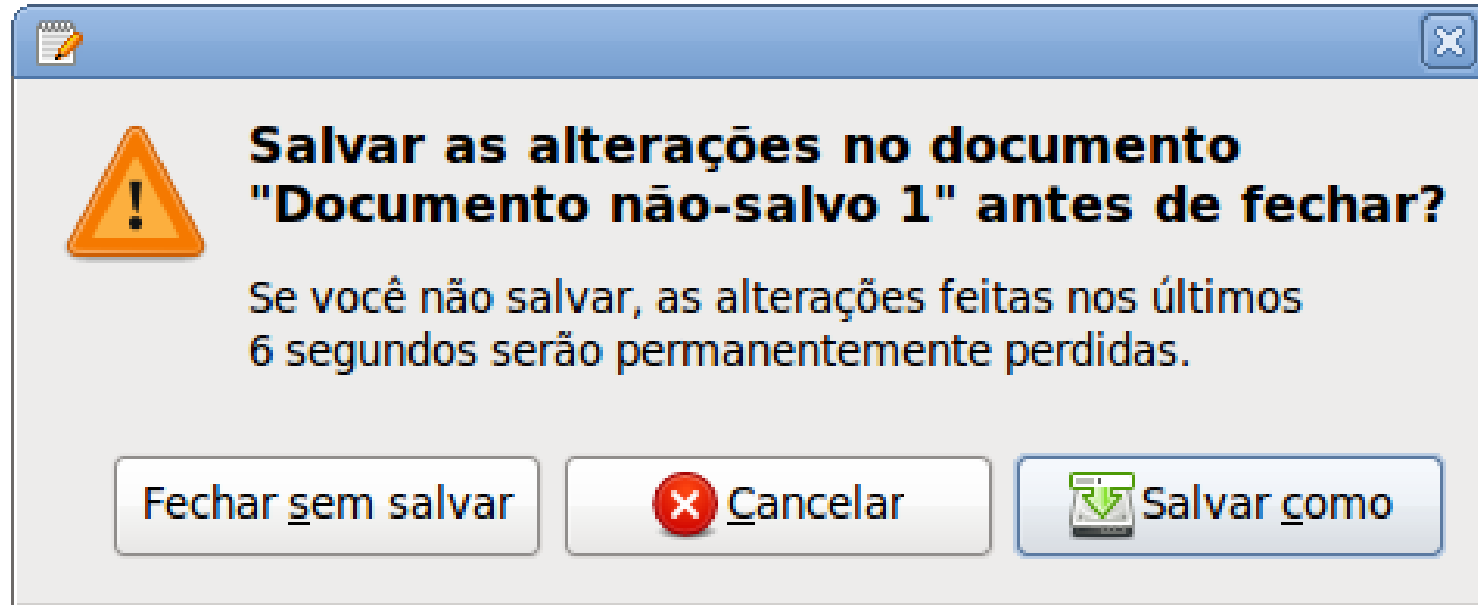 Salvar as alterações no documento
"Documento não-salvo 1" antes de fechar?
Se você não salvar, as alterações feitas nos últimos
6 segundos serão permanentemente perdidas.
Fechar sem salvar
Cancelar
Salvar como